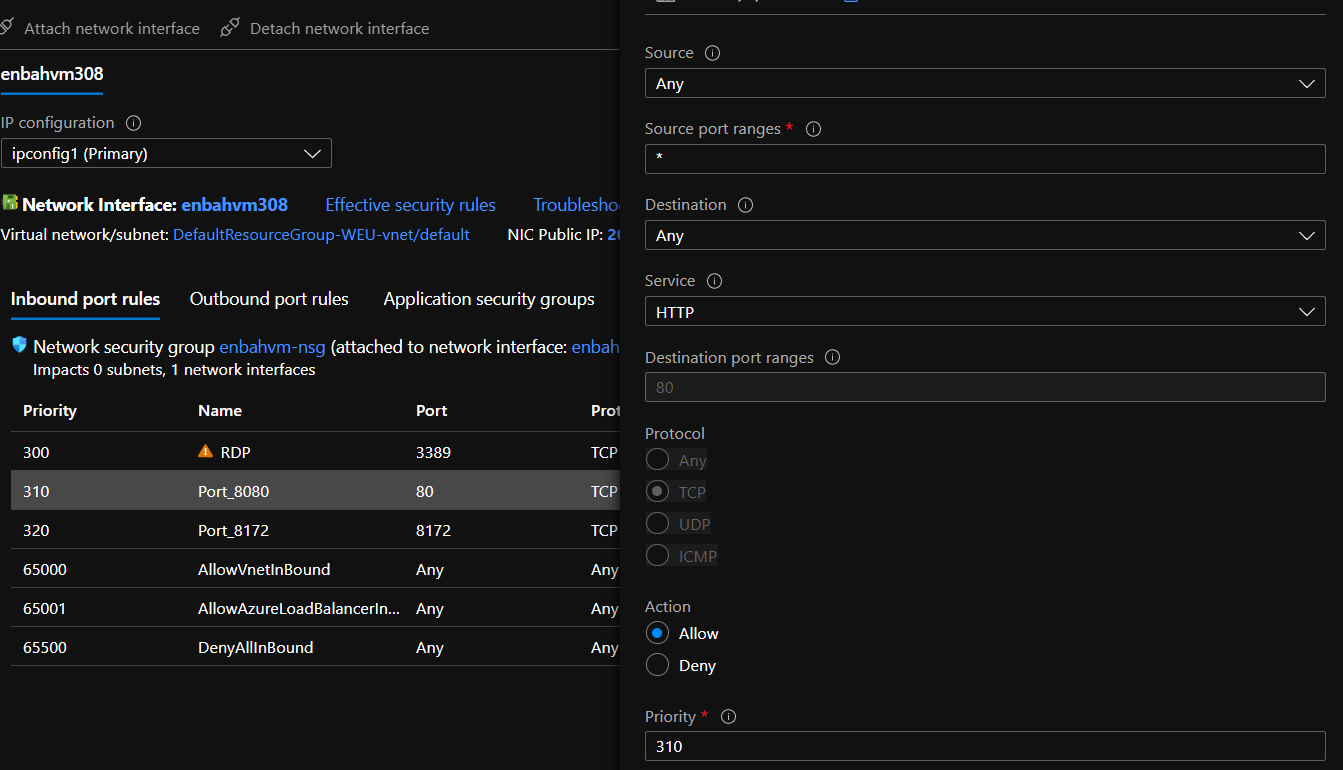 Attach network interface Detach network interface
enbahvm308
IP configuration
ipconfig1 (Primary)
Network Interface: enbahvm308 Effective security rules
Virtual network/subnet: DefaultResourceGroup-WEU-vnet/default NIC Public IP:
Inbound port rules Outbound port rules Application security groups
Network security group enbahvm-nsg (attached to network interface:
Impacts 0 subnets, 1 network interfaces
Priority Name Port
300 RDP 3389 TCP
310 Port_8080 80 TCP
320 Port_8172 8172 TCP
65000 AllowVnetInBound Any Any
65001 AllowAzureLoadBalancerIn... Any Any
65500 DenyAllInBound Any Any
Source
Any
Source port ranges *
*
Destination
Any
Service
HTTP
Destination port ranges
80
Protocol
Any
TCP
UDP
ICMP
Action
Allow
Deny
Priority *
310